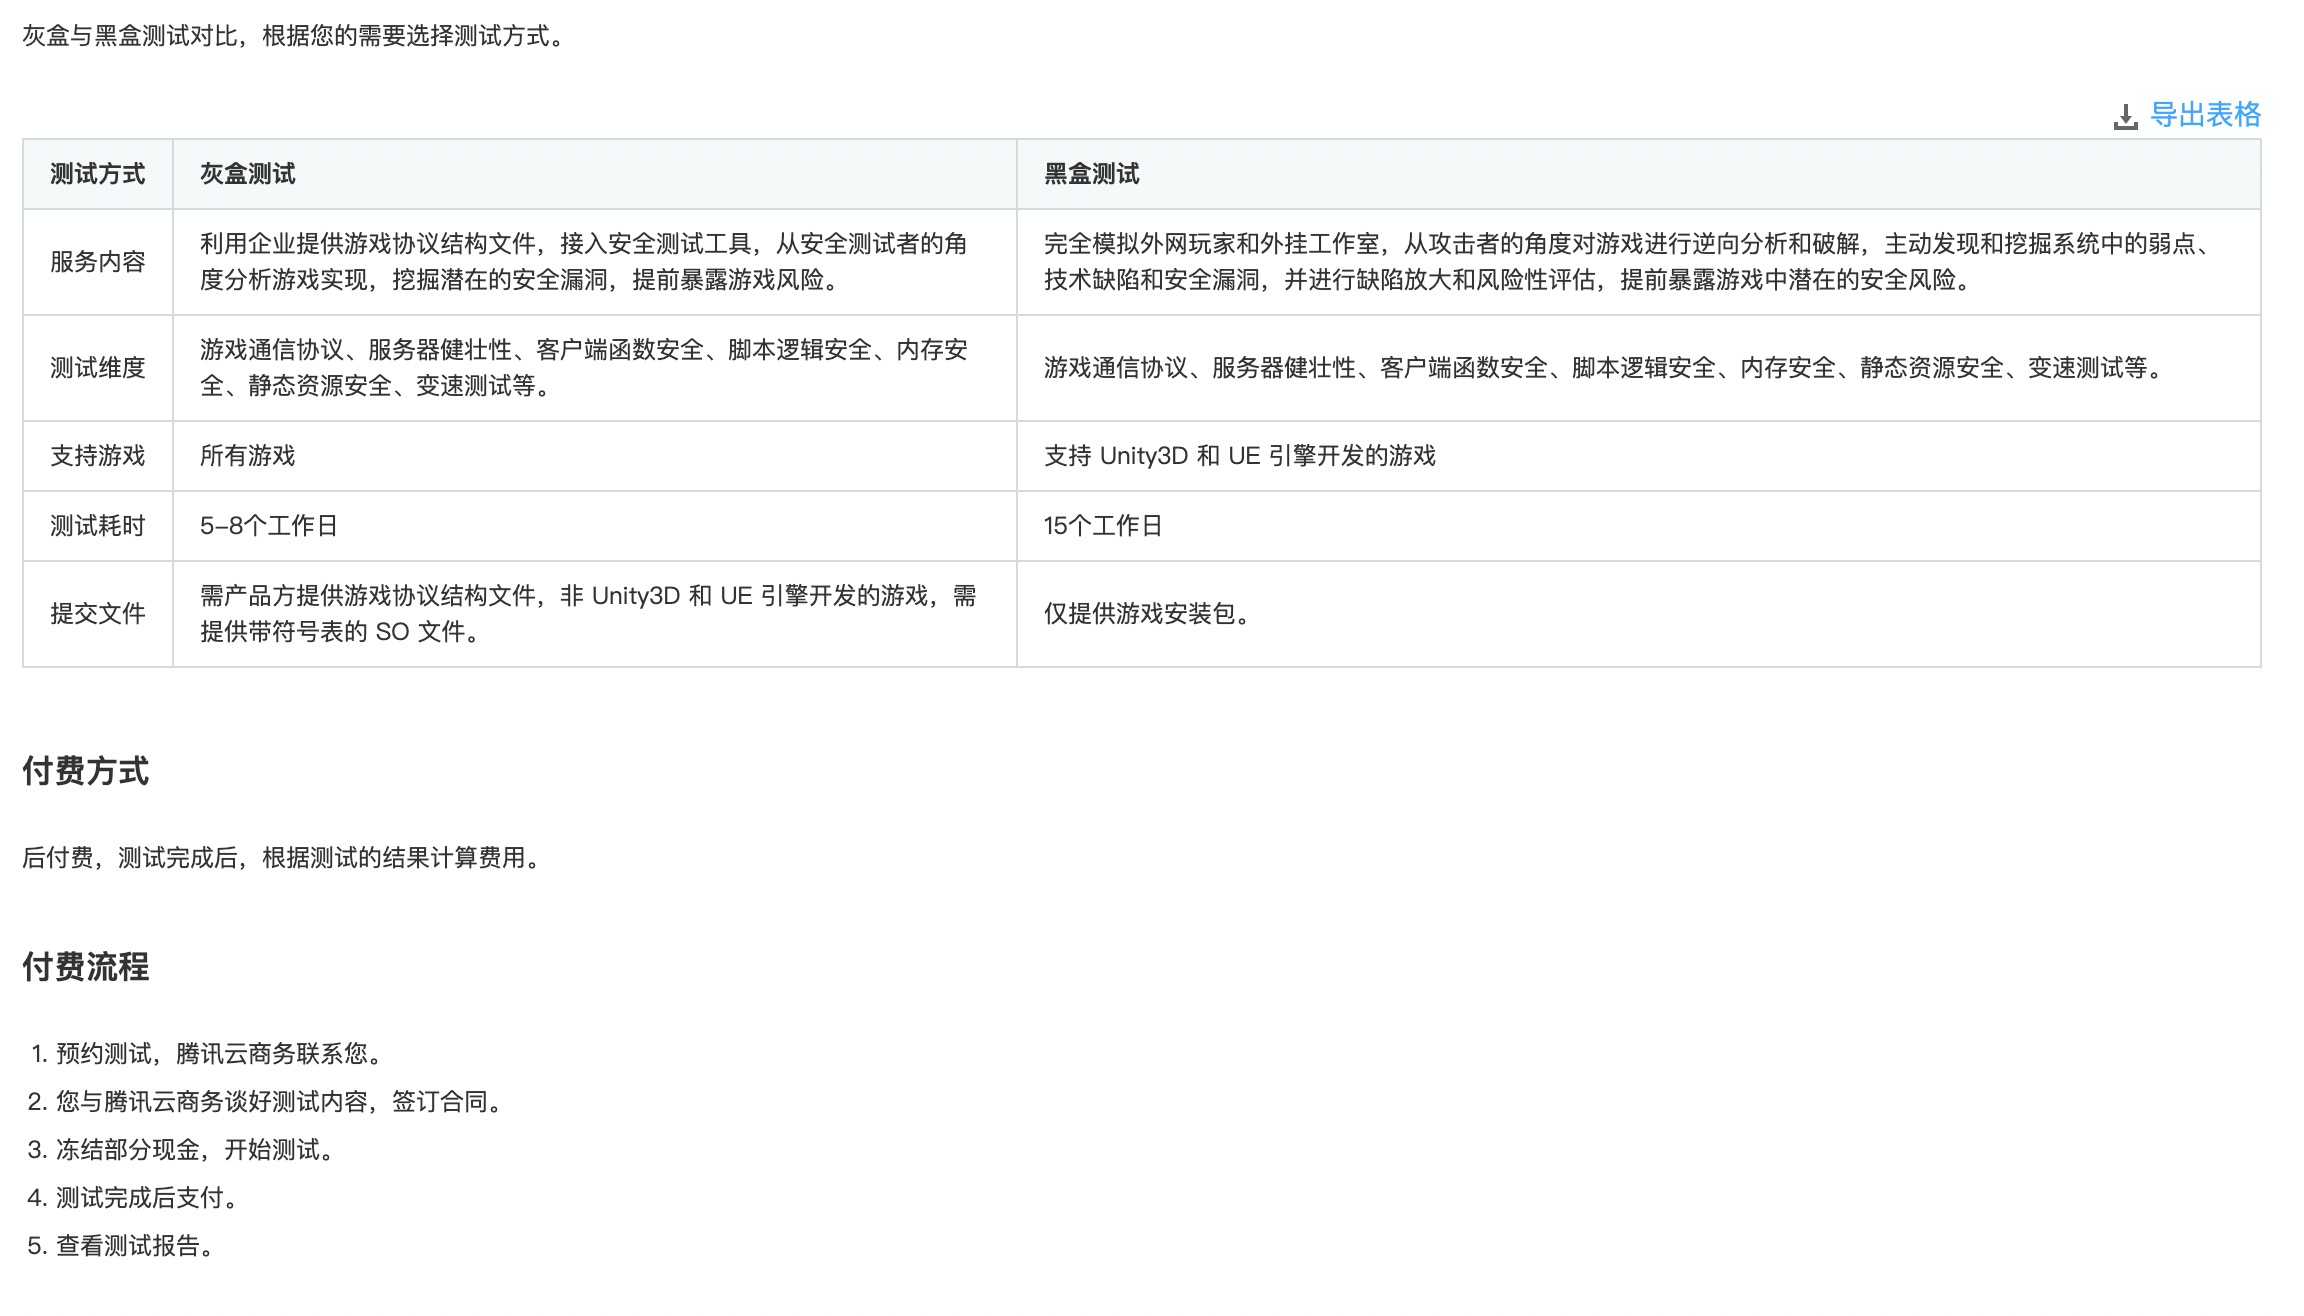 灰盒与黑盒测试对比，根据您的需要选择测试方式。
导出表格
测试方式 灰盒测试 黑盒测试
服务内容
利用企业提供游戏协议结构文件，接入安全测试工具，从安全测试者的角
度分析游戏实现，挖掘潜在的安全漏洞，提前暴露游戏风险。
完全模拟外网玩家和外挂工作室，从攻击者的角度对游戏进行逆向分析和破解，主动发现和挖掘系统中的弱点、
技术缺陷和安全漏洞，并进行缺陷放大和风险性评估，提前暴露游戏中潜在的安全风险。
测试维度
游戏通信协议、服务器健壮性、客户端函数安全、脚本逻辑安全、内存安
全、静态资源安全、变速测试等。
游戏通信协议、服务器健壮性、客户端函数安全、脚本逻辑安全、内存安全、静态资源安全、变速测试等。
支持游戏 所有游戏 支持 Unity3D 和 UE 引擎开发的游戏
测试耗时 5-8个工作日 15个工作日
提交文件
需产品方提供游戏协议结构文件，非 Unity3D 和 UE 引擎开发的游戏，需
提供带符号表的 SO 文件。
仅提供游戏安装包。
付费方式
后付费，测试完成后，根据测试的结果计算费用。
付费流程
1. 预约测试，腾讯云商务联系您。
2. 您与腾讯云商务谈好测试内容，签订合同。
3. 冻结部分现金，开始测试。
4. 测试完成后支付。
5. 查看测试报告。